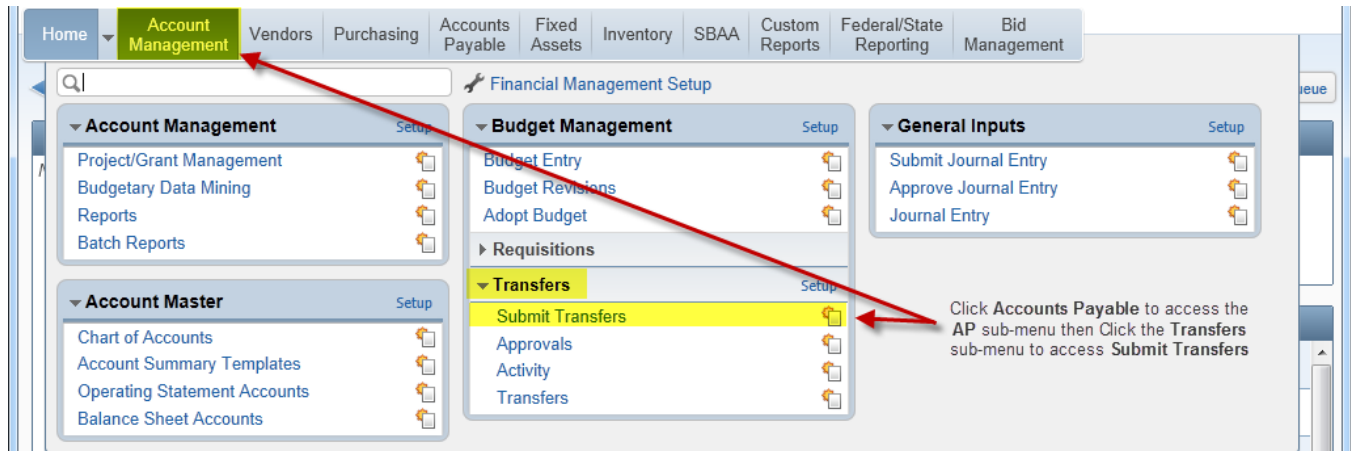 Home
Account Management
Vendors
Purchasing
Accounts Payable
Fixed Assets
Inventory
SBAA
Custom Reports
Federal/State Reporting
Bid Management
Financial Management Setup
Account Management Setup
Project/Grant Management
Budgetary Data Mining
Reports
Batch Reports
Account Master Setup
Chart of Accounts
Account Summary Templates
Operating Statement Accounts
Balance Sheet Accounts
Budget Management Setup
Budget Entry
Budget Revisions
Adopt Budget
Requisitions
Transfers Setup
Submit Transfers
Approvals
Activity
Transfers
General Inputs Setup
Submit Journal Entry
Approve Journal Entry
Journal Entry
Click Accounts Payable to access the
AP sub-menu then Click the Transfers
sub-menu to access Submit Transfers